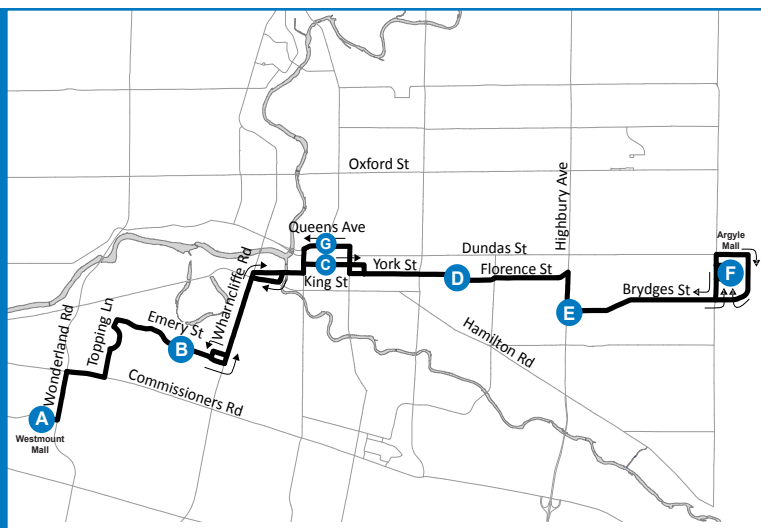 Oxford St
Highbury Ave
Queens Ave
G
Dundas St
Argyle
Mall
C
York St
King St
D
Florence St
F
Wharncliffe Rd
Brydges St
E
Emery St
B
Hamilton Rd
Topping Ln
Wonderland Rd
Commissioners Rd
A
Westmount
Mall